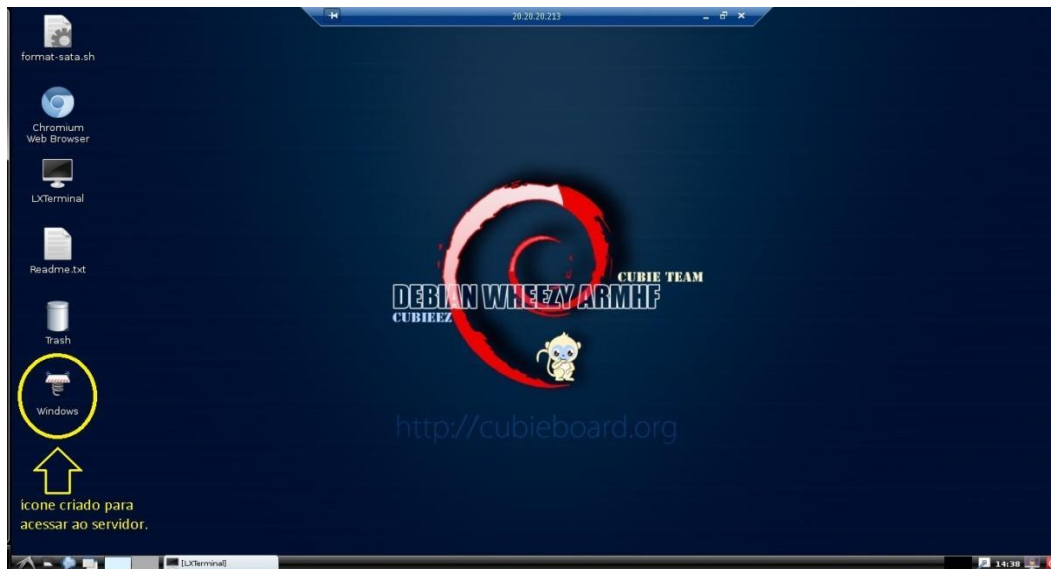 20.20.20.213
format-sata.sh
Chromium
Web Browser
LXTerminal
Readme.txt
Trash
Windows
icone criado para
acessar ao servidor.
CUBIE TEAM
DEBIAN WHEEZY ARMHF
CUBIEEZ
http://cubieboard.org
[LXTerminal]
14:38